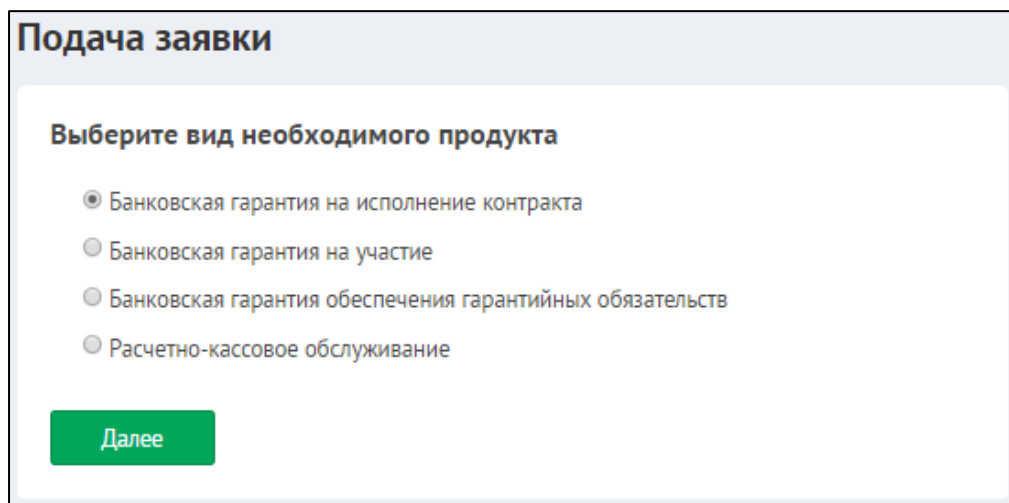 Подача заявки
Выберите вид необходимого продукта
Банковская гарантия на исполнение контракта
Банковская гарантия на участие
Банковская гарантия обеспечения гарантийных обязательств
Расчетно-кассовое обслуживание
Далее